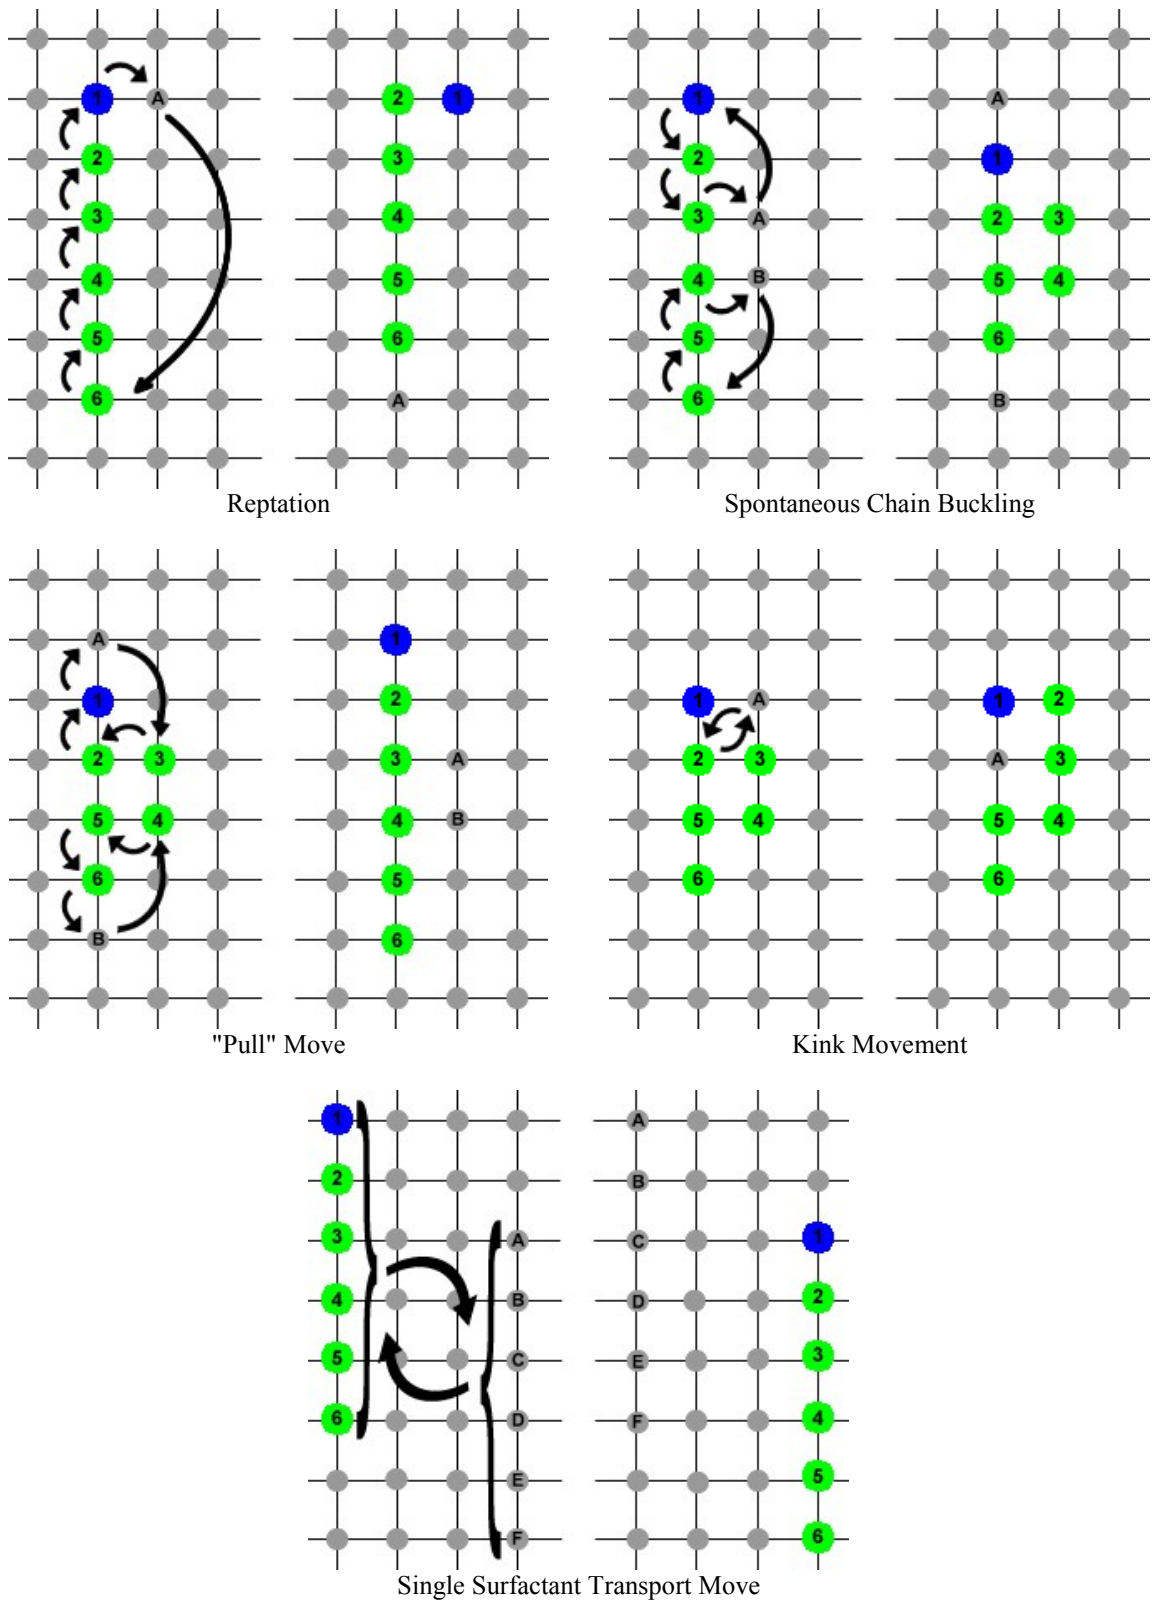 1 A
2
3
4
5
6
2 1
3
4
5
6
A
Reptation
1
2
3 A
4 B
5
6
A
1
2 3
5 4
6
B
Spontaneous Chain Buckling
A
1
2 3
5 4
6
B
1
2
3 A
4 B
5
6
"Pull" Move
1 A
2 3
5 4
6
1 2
A 3
5 4
6
Kink Movement
1
2
3 A
4 B
5 C
6 D
E
F
A
B
C 1
D 2
E 3
F 4
5
6
Single Surfactant Transport Move